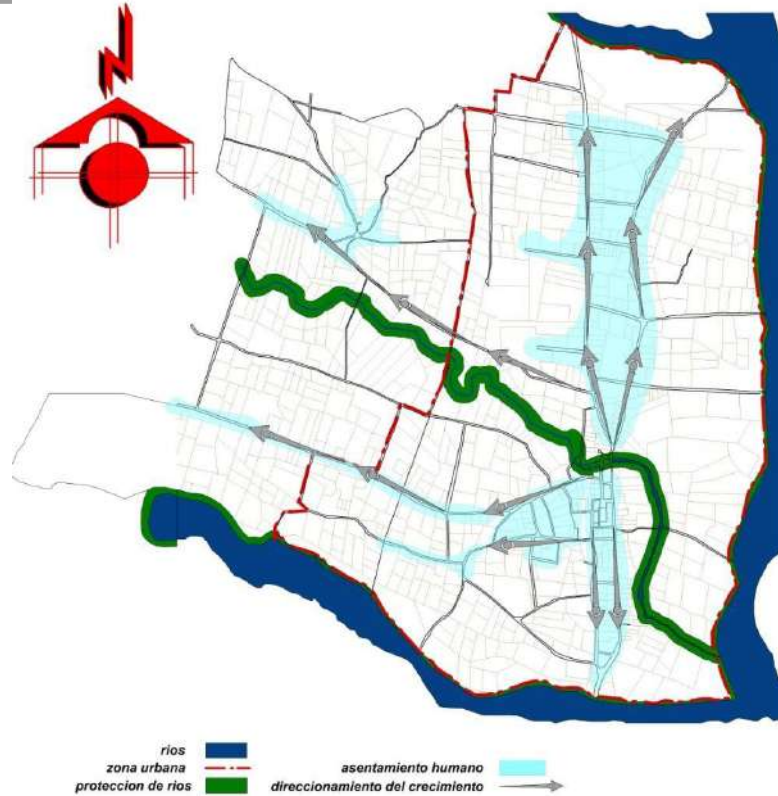 N
rios
zona urbana
proteccion de rios
asentamiento humano
direccionamiento del crecimiento